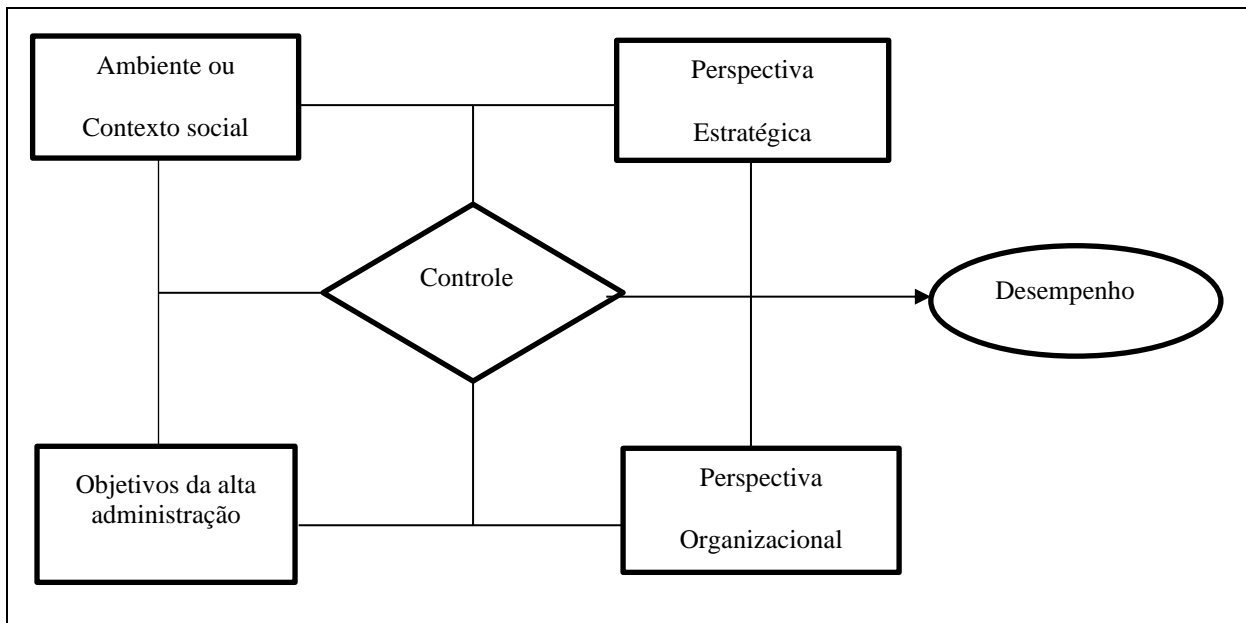 Ambiente ou
Contexto social
Perspectiva
Estratégica
Controle
Desempenho
Objetivos da alta
administração
Perspectiva
Organizacional